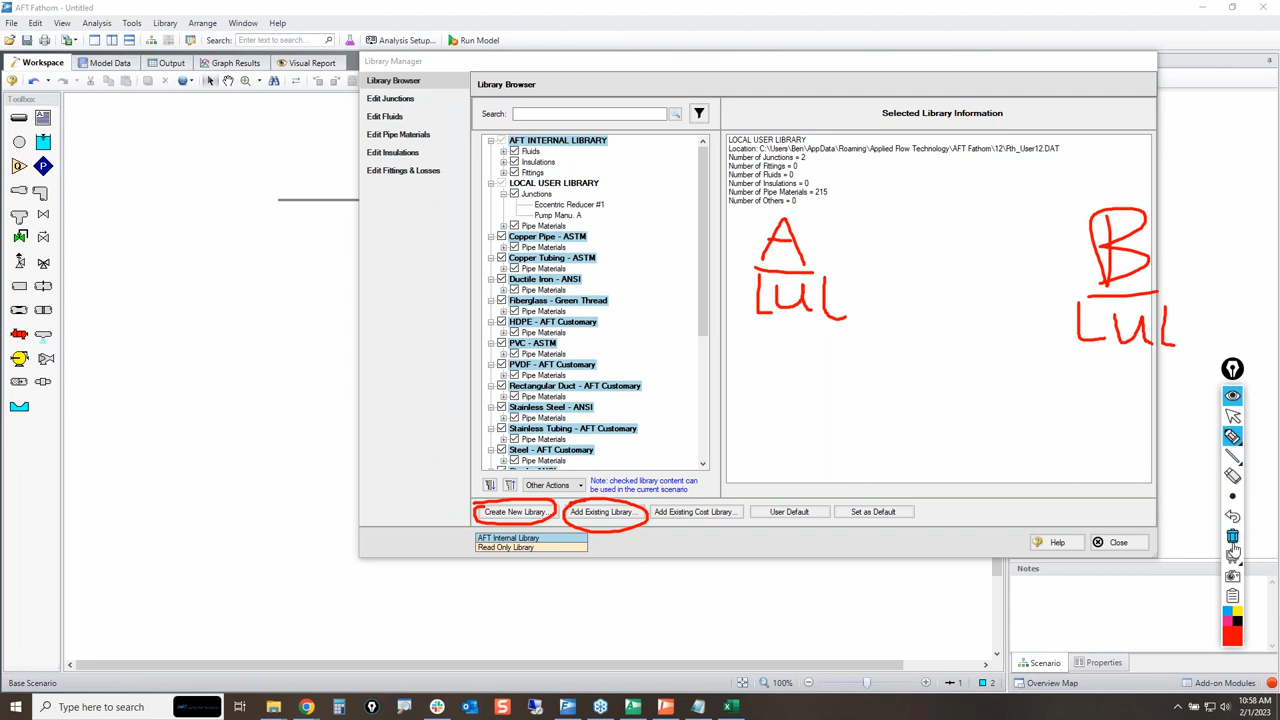 AFT Fathom - Untitled
File Edit View Analysis Tools Library Arrange Window Help
Search: Enter text to search... Analysis Setup... Run Model
Workspace Model Data Output Graph Results Visual Report
Toolbox
Library Manager
Library Browser
Edit Junctions
Edit Fluids
Edit Pipe Materials
Edit Insulations
Edit Fittings & Losses
Library Browser
Search:
AFT INTERNAL LIBRARY
Fluids
Insulations
Fittings
LOCAL USER LIBRARY
Junctions
Eccentric Reducer #1
Pump Manu. A
Pipe Materials
Copper Pipe - ASTM
Pipe Materials
Copper Tubing - ASTM
Pipe Materials
Ductile Iron - ANSI
Pipe Materials
Fiberglass - Green Thread
Pipe Materials
HDPE - AFT Customary
Pipe Materials
PVC - ASTM
Pipe Materials
PVDF - AFT Customary
Pipe Materials
Rectangular Duct - AFT Customary
Pipe Materials
Stainless Steel - ANSI
Pipe Materials
Stainless Tubing - AFT Customary
Pipe Materials
Steel - AFT Customary
Pipe Materials
Other Actions
Note: checked library content can
be used in the current scenario
Selected Library Information
LOCAL USER LIBRARY
Location: C:\Users\Ben\AppData\Roaming\Applied Flow Technology\AFT Fathom\12\Fth_User12.DAT
Number of Junctions = 2
Number of Fittings = 0
Number of Fluids = 0
Number of Insulations = 0
Number of Pipe Materials = 215
Number of Others = 0
A
LUL
B
LUL
Create New Library... Add Existing Library... Add Existing Cost Library... User Default Set as Default
AFT Internal Library
Read Only Library
Help Close
Notes
Scenario Properties
Base Scenario 100% 1 2 Overview Map Add-on Modules
Type here to search
10:58 AM
2/1/2023